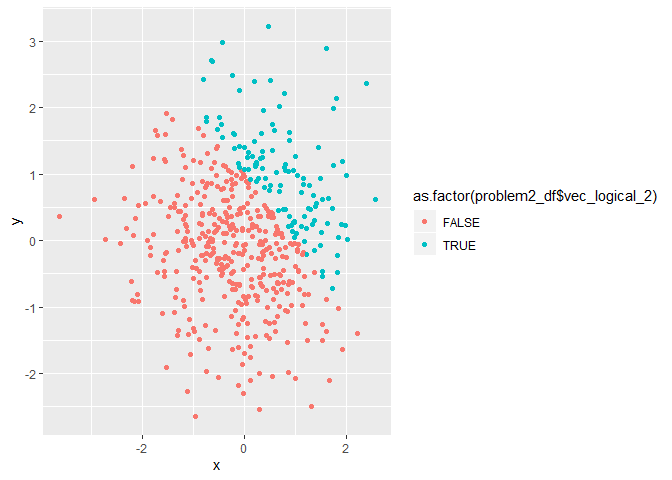 3
2
1
0
-1
-2
y
-2
0
2
x
as.factor(problem2_df$vec_logical_2)
FALSE
TRUE